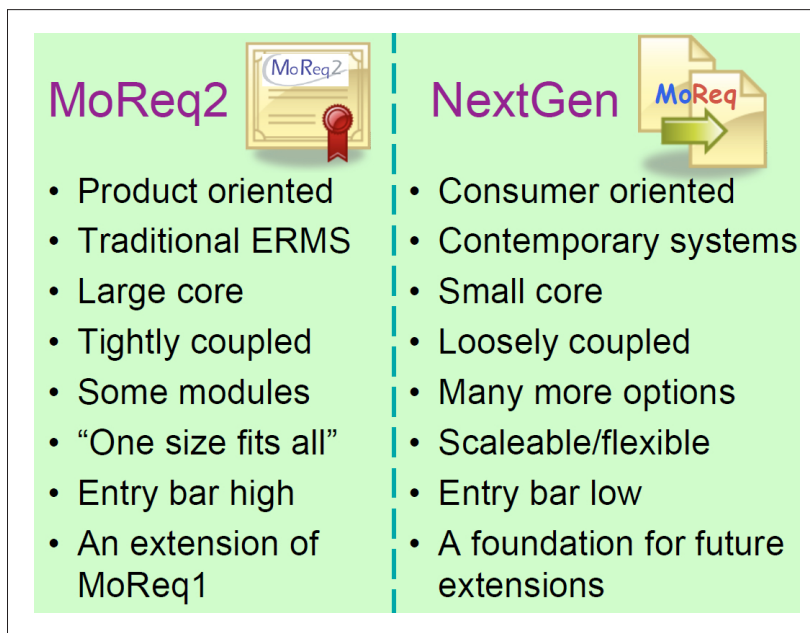 MoReq2
MoReq2
• Product oriented
• Traditional ERMS
• Large core
• Tightly coupled
• Some modules
• “One size fits all”
• Entry bar high
• An extension of
MoReq1
NextGen
MoReq
• Consumer oriented
• Contemporary systems
• Small core
• Loosely coupled
• Many more options
• Scaleable/flexible
• Entry bar low
• A foundation for future
extensions